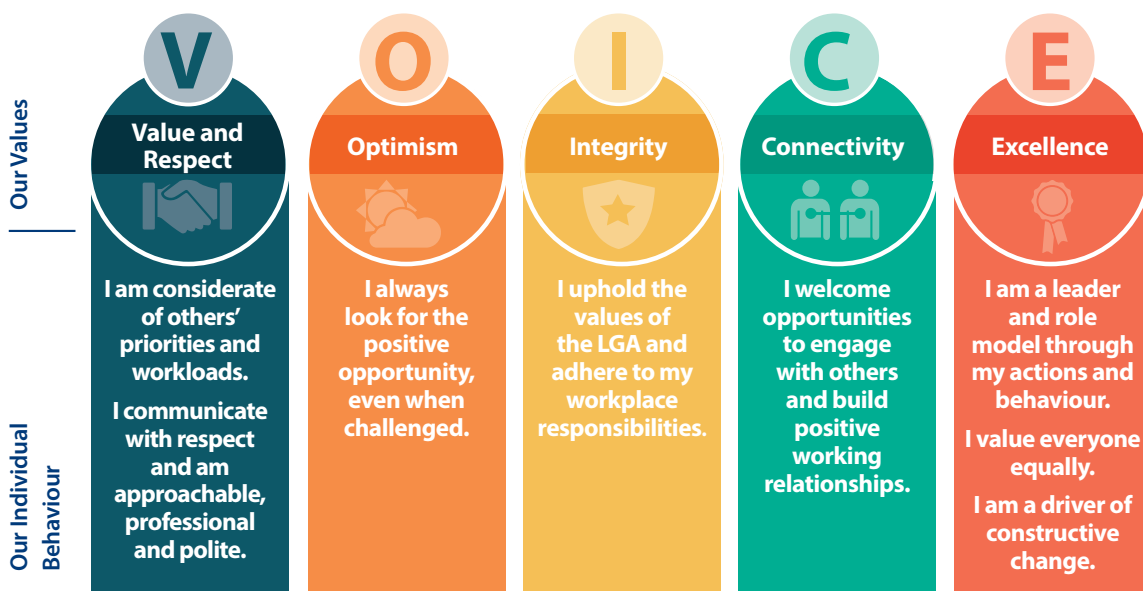 Our Values
Our Individual
Behaviour
V
Value and
Respect
I am considerate
of others’
priorities and
workloads.
I communicate
with respect
and am
approachable,
professional
and polite.
O
Optimism
I always
look for the
positive
opportunity,
even when
challenged.
I
Integrity
I uphold the
values of
the LGA and
adhere to my
workplace
responsibilities.
C
Connectivity
I welcome
opportunities
to engage
with others
and build
positive
working
relationships.
E
Excellence
I am a leader
and role
model through
my actions and
behaviour.
I value everyone
equally.
I am a driver of
constructive
change.